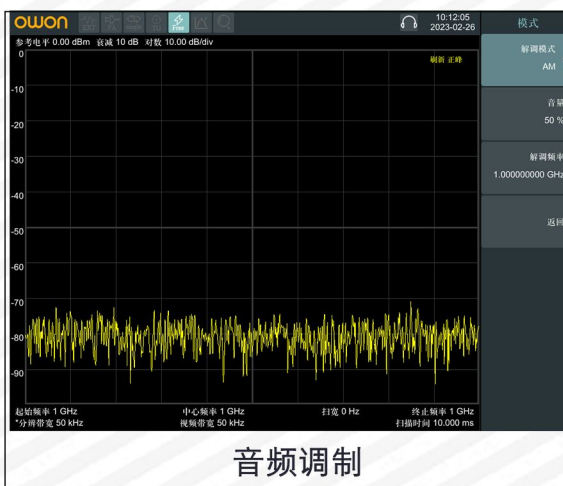 owon
10:12:05
2023-02-26
模式
参考电平 0.00 dBm 衰减 10 dB 对数 10.00 dB/div
解调模式
AM
刷新 正峰
0
-10
-20
-30
-40
-50
-60
-70
-80
-90
音量
50 %
解调频率
1.000000000 GHz
返回
起始频率 1 GHz 中心频率 1 GHz 扫宽 0 Hz 终止频率 1 GHz
*分辨带宽 50 kHz 视频带宽 50 kHz 扫描时间 10.000 ms
音频调制